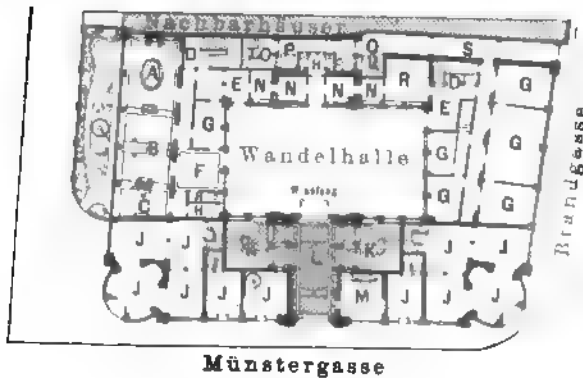 Nachbarhäuser
D O P H Q S
A E N N N N R D E G
G G
B Wandelhalle G
F G
C H G G
J J K L K J J
J J J J M J J J
Brandgasse
Münstergasse